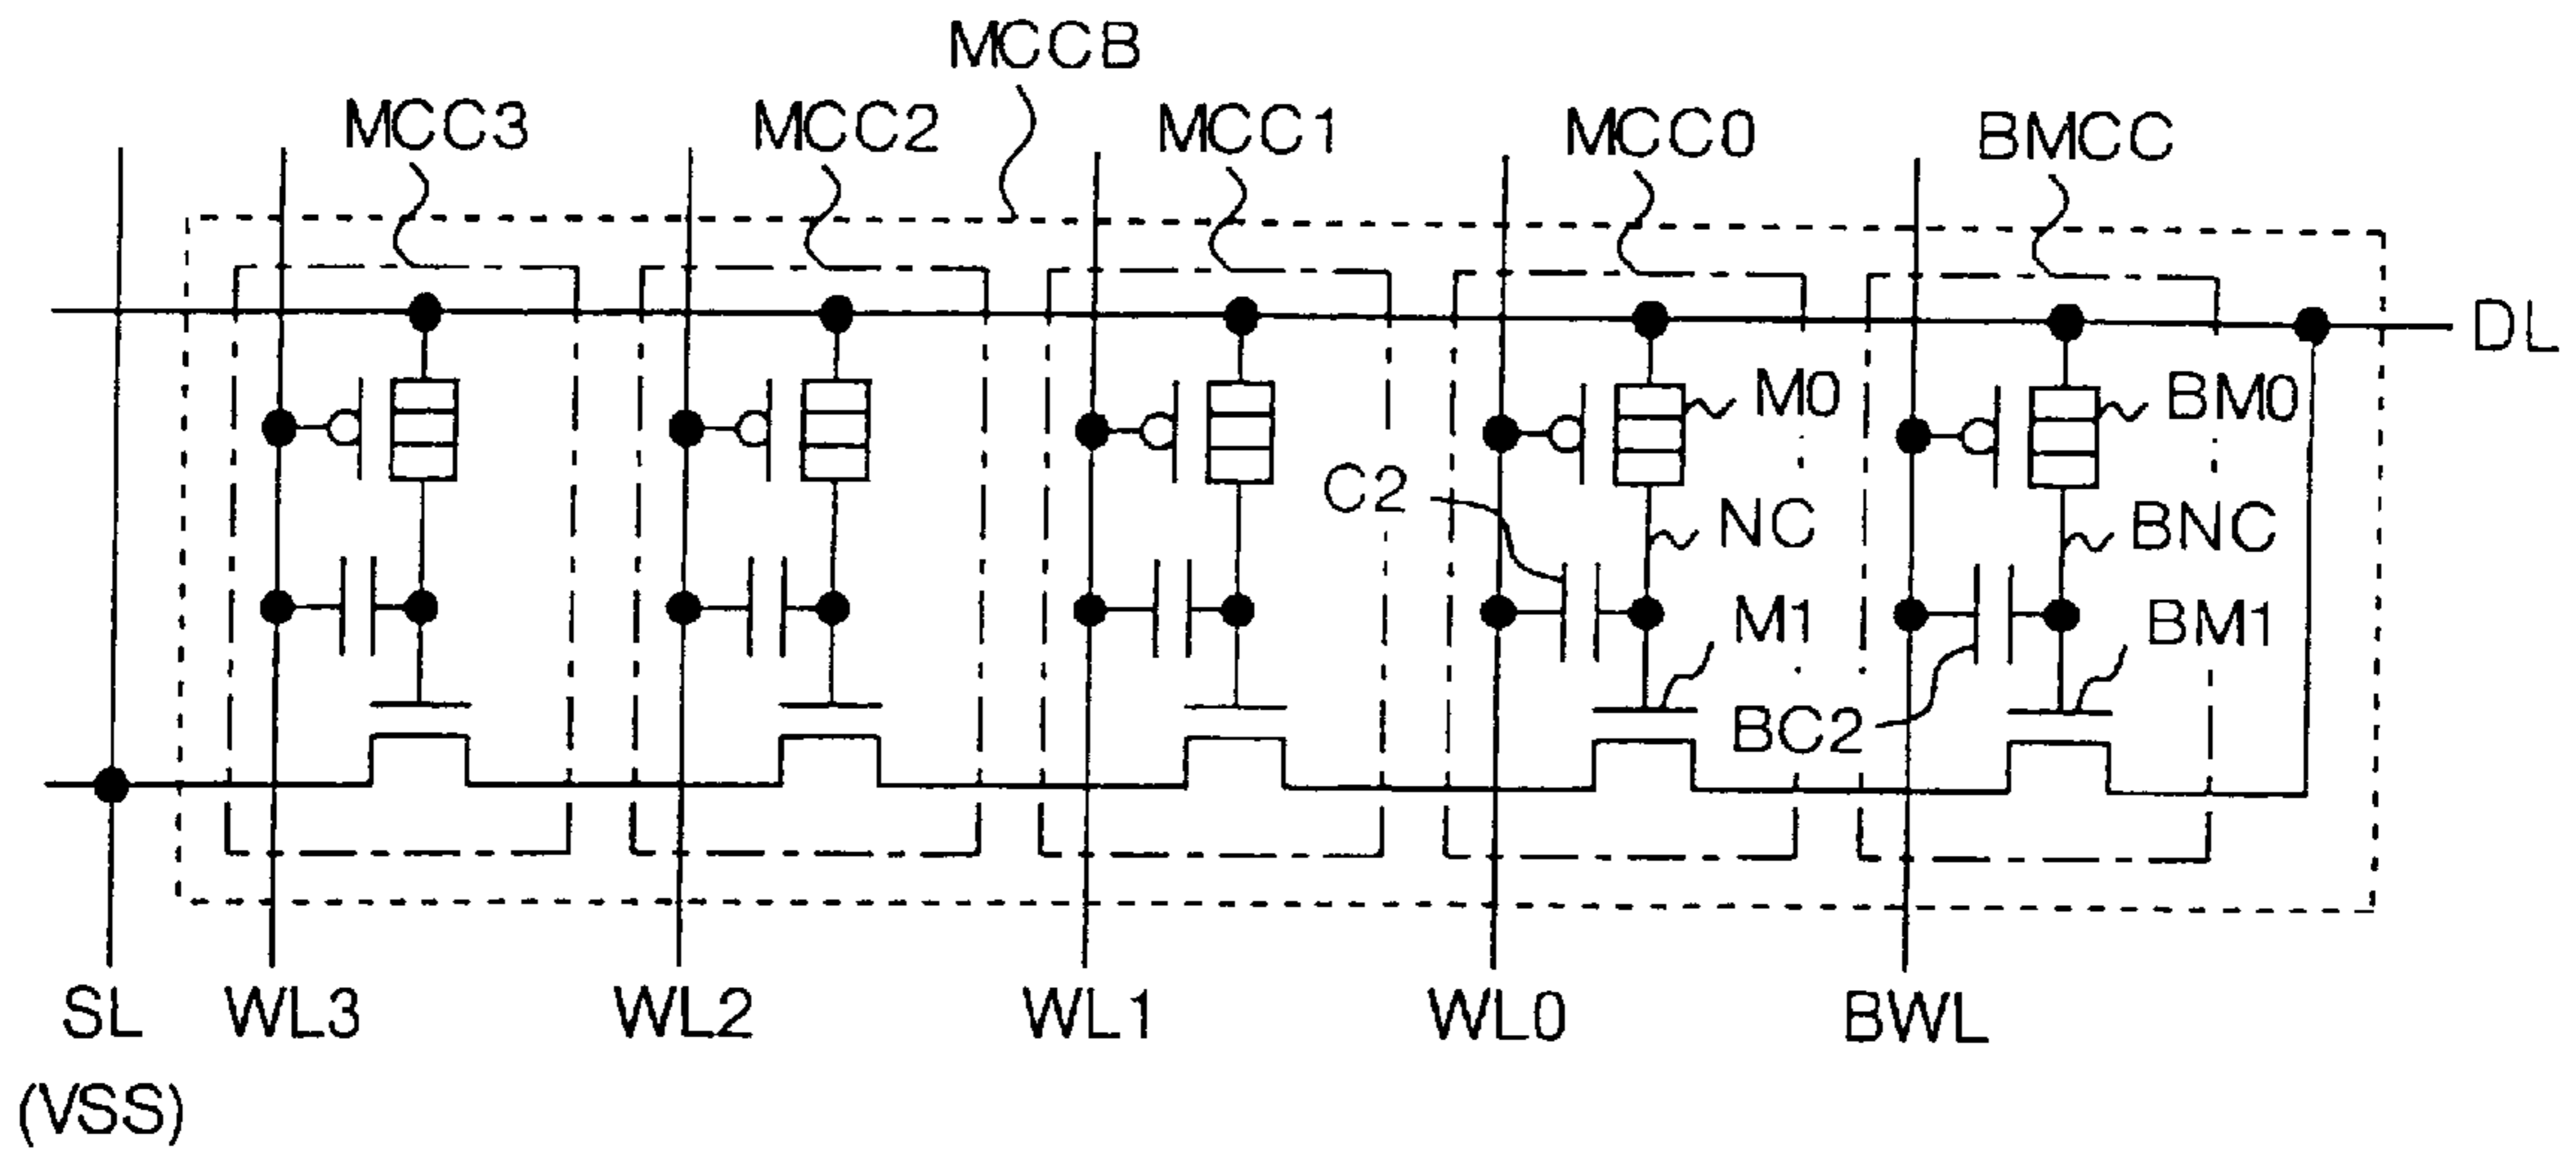 MCCB
MCC3 MCC2 MCC1 MCC0 BMCC
DL
M0 BM0
C2 NC BNC
M1 BM1
BC2
SL WL3 WL2 WL1 WL0 BWL
(VSS)